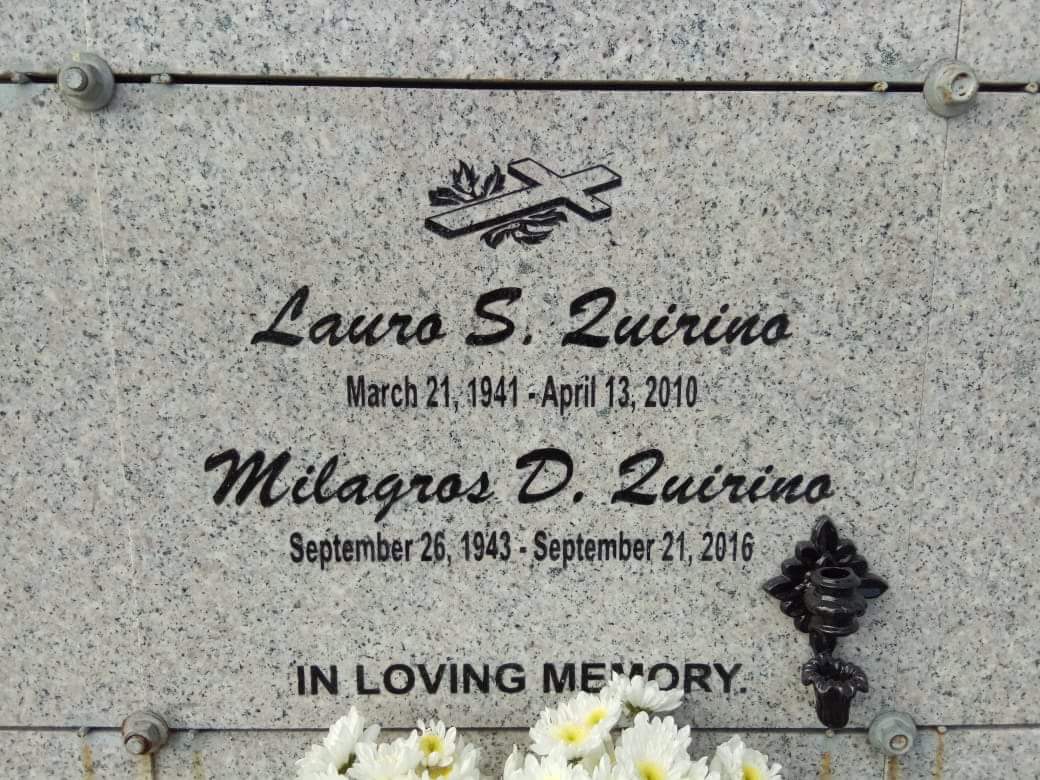 Lauro S. Quirino
March 21, 1941 - April 13, 2010
Milagros D. Quirino
September 26, 1943 - September 21, 2016
IN LOVING MEMORY.